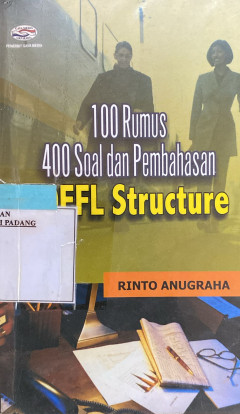 100 Rumus
400 Soal dan Pembahasan
EFL Structure
AN
I PADANG
RINTO ANUGRAHA